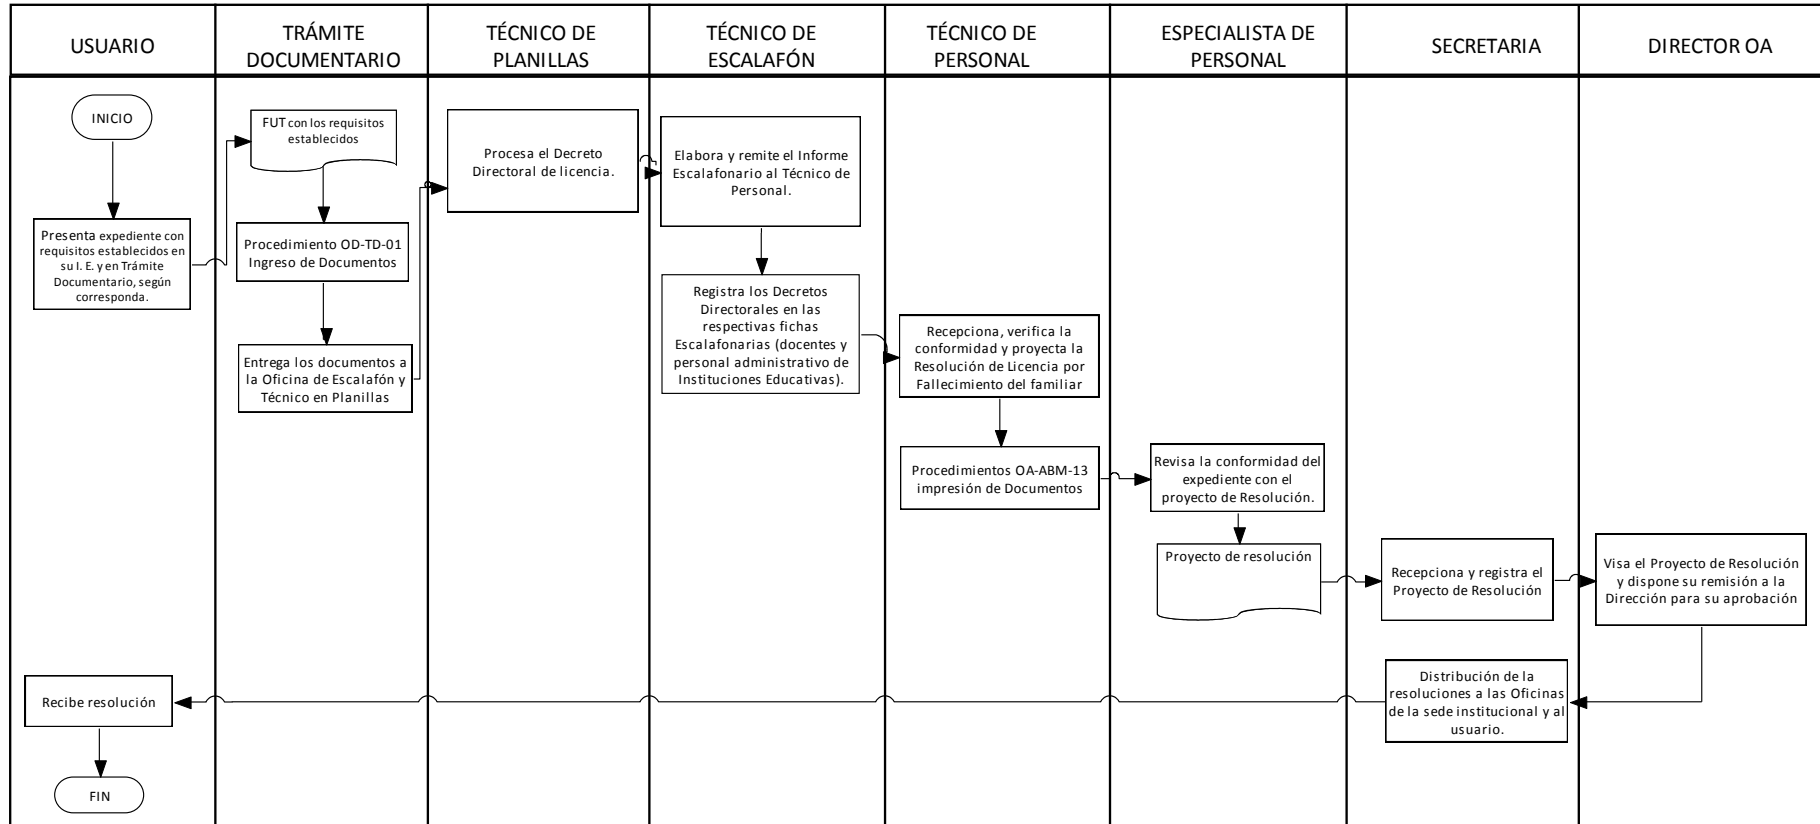 USUARIO
TRÁMITE
DOCUMENTARIO
TÉCNICO DE
PLANILLAS
TÉCNICO DE
ESCALAFÓN
TÉCNICO DE
PERSONAL
ESPECIALISTA DE
PERSONAL
SECRETARIA
DIRECTOR OA
INICIO
Presenta expediente con
requisitos establecidos en
su I. E. y en Trámite
Documentario, según
corresponda.
FUT con los requisitos
establecidos
Procedimiento OD-TD-01
Ingreso de Documentos
Entrega los documentos a
la Oficina de Escalafón y
Técnico en Planillas
Procesa el Decreto
Directoral de licencia.
Elabora y remite el Informe
Escalafonario al Técnico de
Personal.
Registra los Decretos
Directorales en las
respectivas fichas
Escalafonarias (docentes y
personal administrativo de
Instituciones Educativas).
Recepciona, verifica la
conformidad y proyecta la
Resolución de Licencia por
Fallecimiento del familiar
Procedimientos OA-ABM-13
impresión de Documentos
Revisa la conformidad del
expediente con el
proyecto de Resolución.
Proyecto de resolución
Recepciona y registra el
Proyecto de Resolución
Visa el Proyecto de Resolución
y dispone su remisión a la
Dirección para su aprobación
Distribución de la
resoluciones a las Oficinas
de la sede institucional y al
usuario.
Recibe resolución
FIN